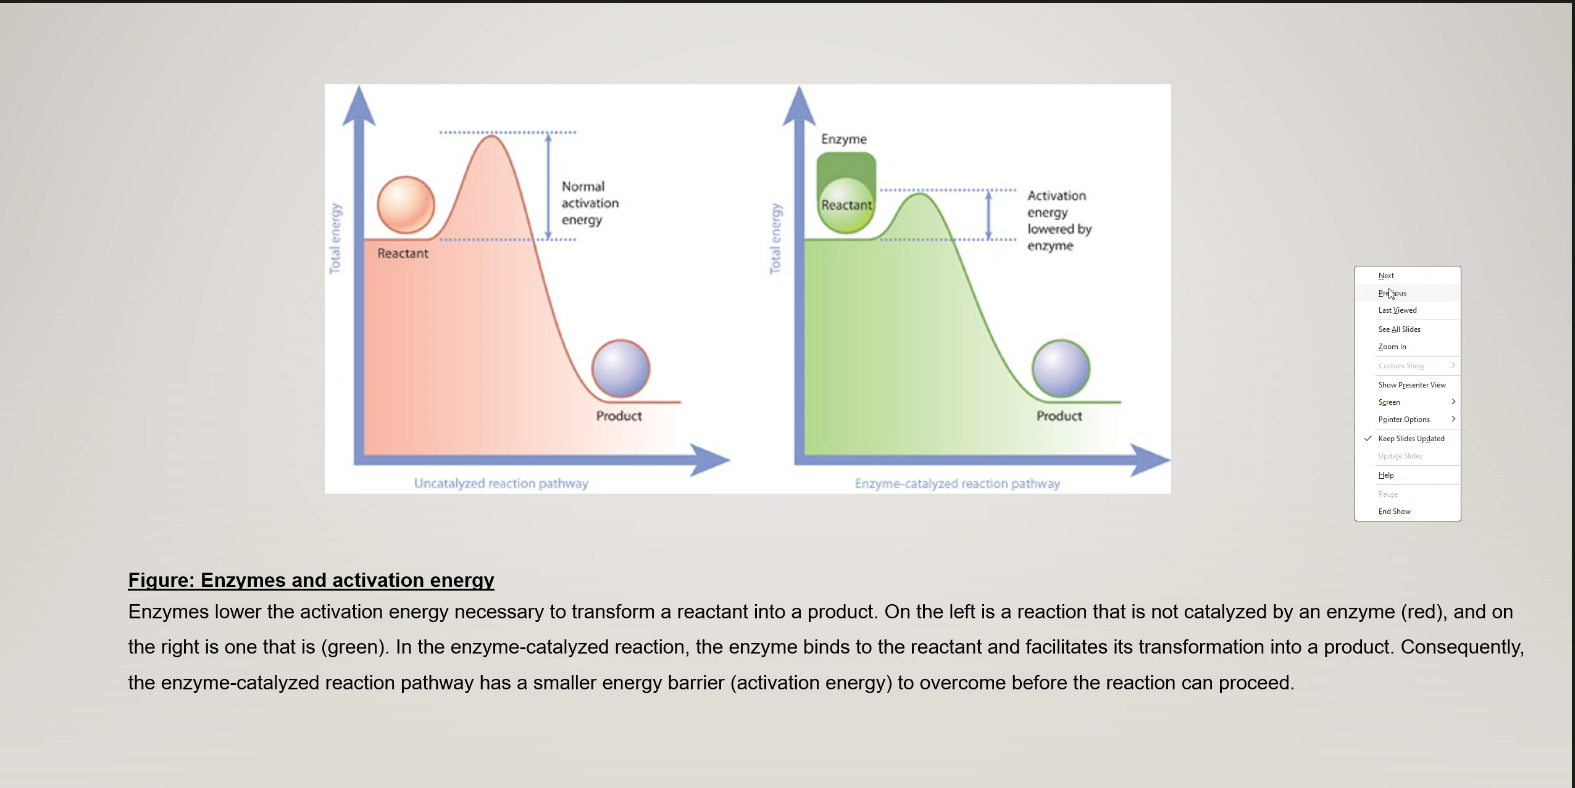 Normal
activation
energy
Reactant
Product
Total energy
Uncatalyzed reaction pathway
Enzyme
Reactant
Activation
energy
lowered by
enzyme
Product
Total energy
Enzyme-catalyzed reaction pathway
Next
Last Viewed
See All Slides
Zoom In
Custom Show
Show Presenter View
Screen
Pointer Options
Keep Slides Updated
Update Slides
Help
Pause
End Show
Figure: Enzymes and activation energy
Enzymes lower the activation energy necessary to transform a reactant into a product. On the left is a reaction that is not catalyzed by an enzyme (red), and on
the right is one that is (green). In the enzyme-catalyzed reaction, the enzyme binds to the reactant and facilitates its transformation into a product. Consequently,
the enzyme-catalyzed reaction pathway has a smaller energy barrier (activation energy) to overcome before the reaction can proceed.